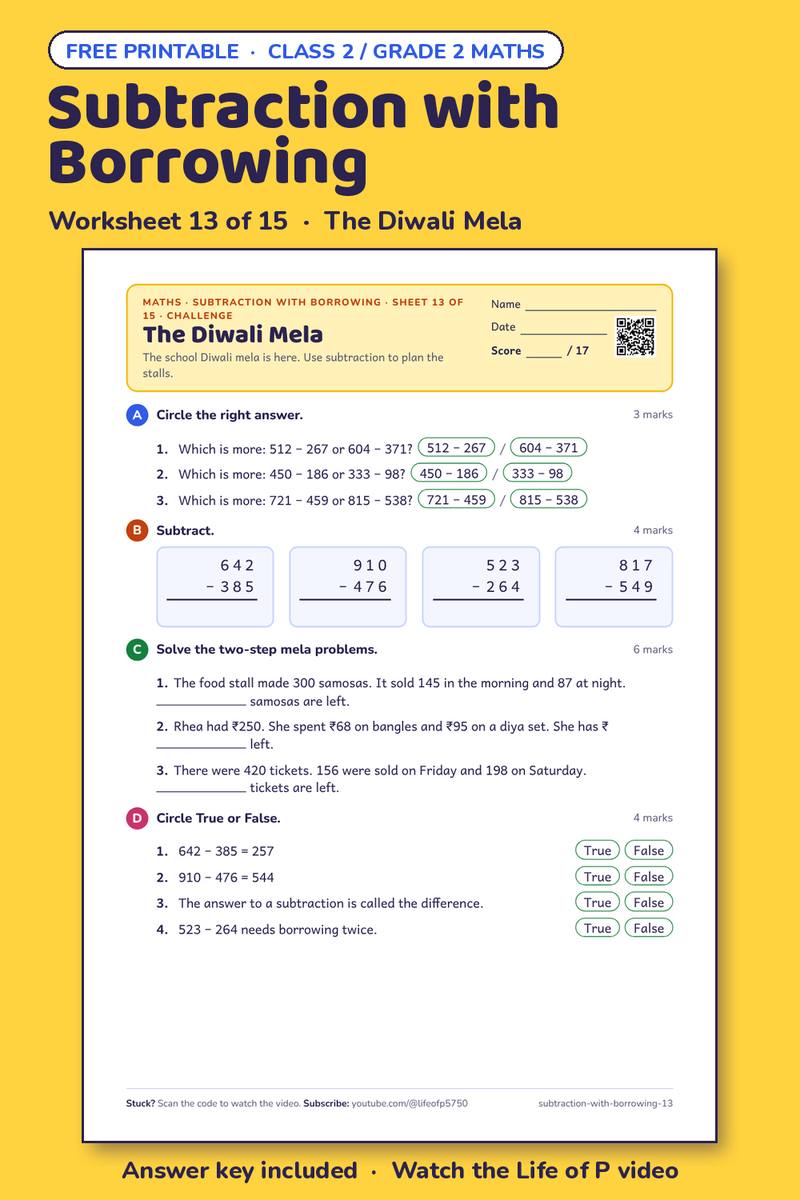 FREE PRINTABLE · CLASS 2 / GRADE 2 MATHS
Subtraction with
Borrowing
Worksheet 13 of 15 · The Diwali Mela
MATHS · SUBTRACTION WITH BORROWING · SHEET 13 OF
15 · CHALLENGE
The Diwali Mela
The school Diwali mela is here. Use subtraction to plan the
stalls.
Name ____________
Date ____________
Score ______ / 17
A Circle the right answer. 3 marks
1. Which is more: 512 − 267 or 604 − 371? 512 − 267 / 604 − 371
2. Which is more: 450 − 186 or 333 − 98? 450 − 186 / 333 − 98
3. Which is more: 721 − 459 or 815 − 538? 721 − 459 / 815 − 538
B Subtract. 4 marks
642 910 523 817
− 385 − 476 − 264 − 549
C Solve the two-step mela problems. 6 marks
1. The food stall made 300 samosas. It sold 145 in the morning and 87 at night.
____________ samosas are left.
2. Rhea had ₹250. She spent ₹68 on bangles and ₹95 on a diya set. She has ₹
____________ left.
3. There were 420 tickets. 156 were sold on Friday and 198 on Saturday.
____________ tickets are left.
D Circle True or False. 4 marks
1. 642 − 385 = 257 True False
2. 910 − 476 = 544 True False
3. The answer to a subtraction is called the difference. True False
4. 523 − 264 needs borrowing twice. True False
Stuck? Scan the code to watch the video. Subscribe: youtube.com/@lifeofp5750 subtraction-with-borrowing-13
Answer key included · Watch the Life of P video